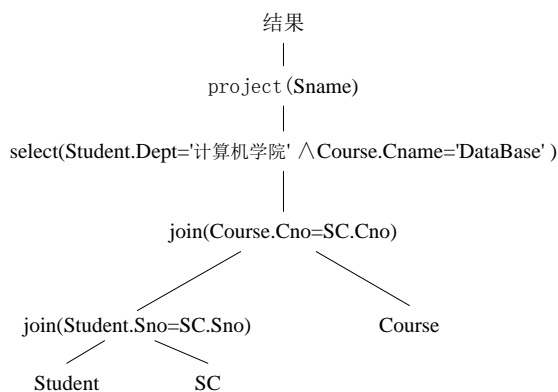 结果
project(Sname)
select(Student.Dept='计算机学院' ∧Course.Cname='DataBase' )
join(Course.Cno=SC.Cno)
join(Student.Sno=SC.Sno)
Course
Student
SC